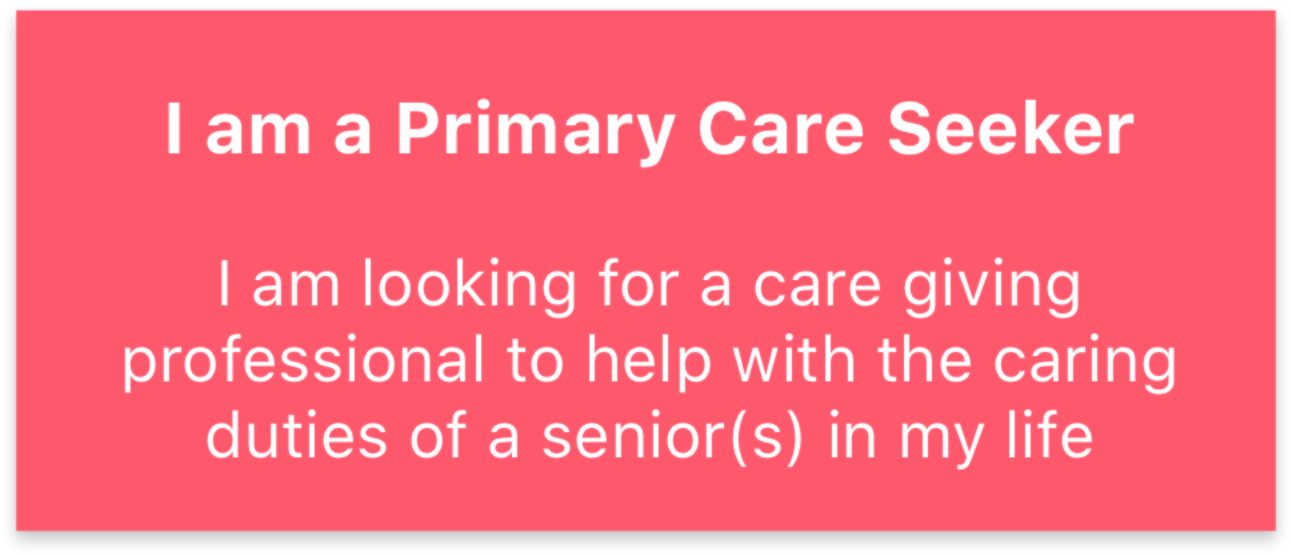 I am a Primary Care Seeker
I am looking for a care giving
professional to help with the caring
duties of a senior(s) in my life